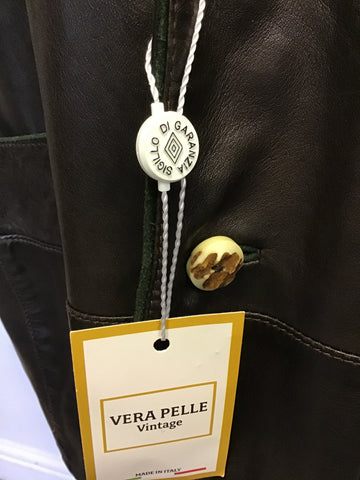 SIGILLO DI GARANZIA
VERA PELLE
Vintage
MADE IN ITALY